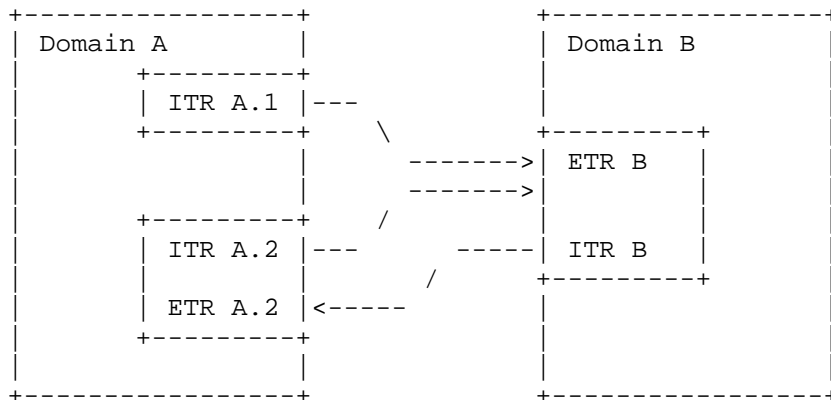 Domain A Domain B
ITR A.1
ETR B
ITR A.2 ITR B
ETR A.2